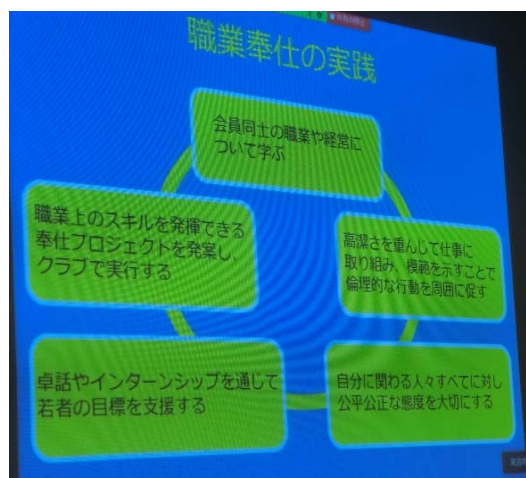 職業奉仕の実践
会員同士の職業や経営に
ついて学ぶ
高潔さを重んじて仕事に
取り組み、模範を示すことで
倫理的な行動を周囲に促す
自分に関わる人々すべてに対し
公平公正な態度を大切にする
卓話やインターンシップを通じて
若者の目標を支援する
職業上のスキルを発揮できる
奉仕プロジェクトを発案し、
クラブで実行する